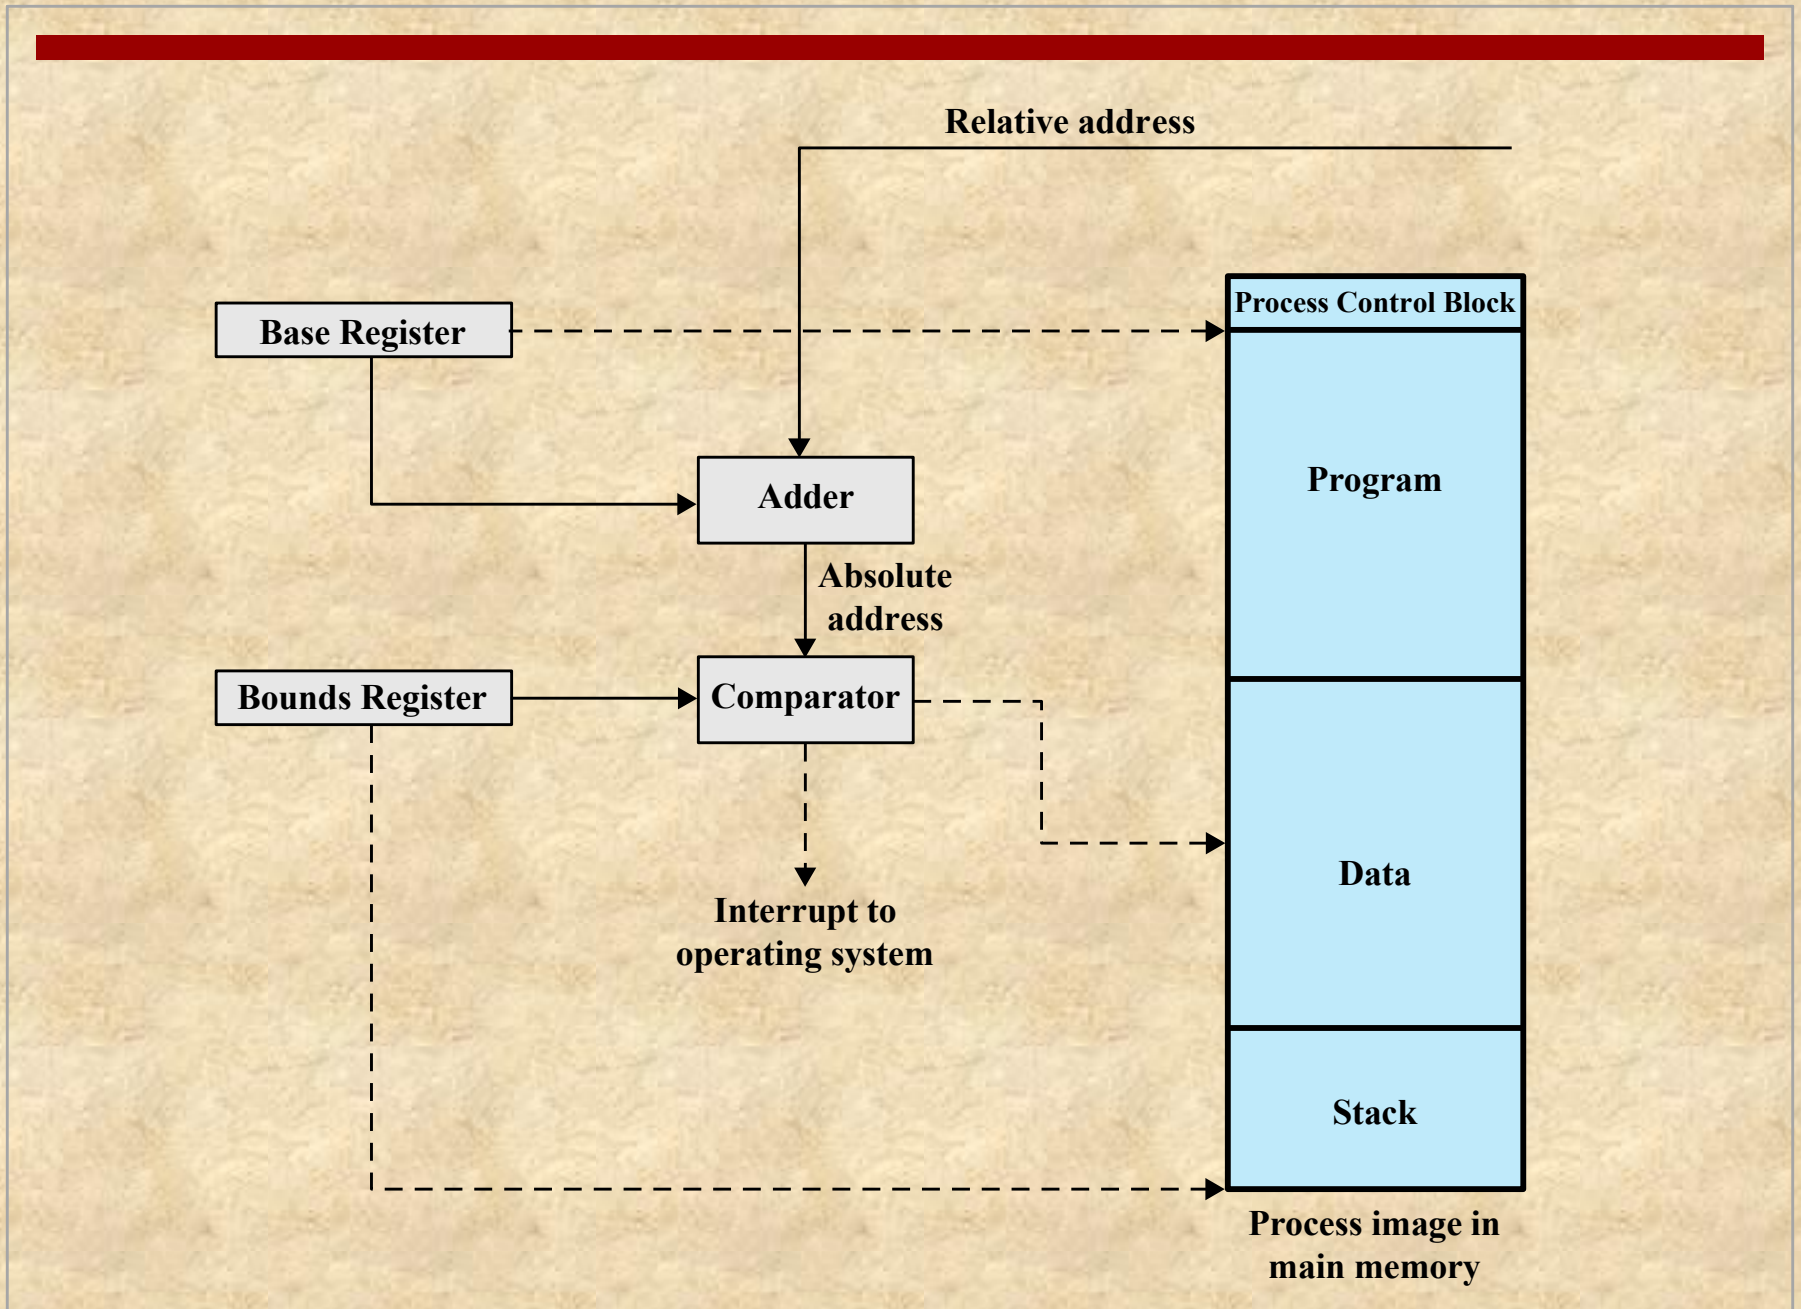 Relative address
Process Control Block
Base Register
Program
Adder
Absolute
address
Bounds Register
Comparator
Data
Interrupt to
operating system
Stack
Process image in
main memory